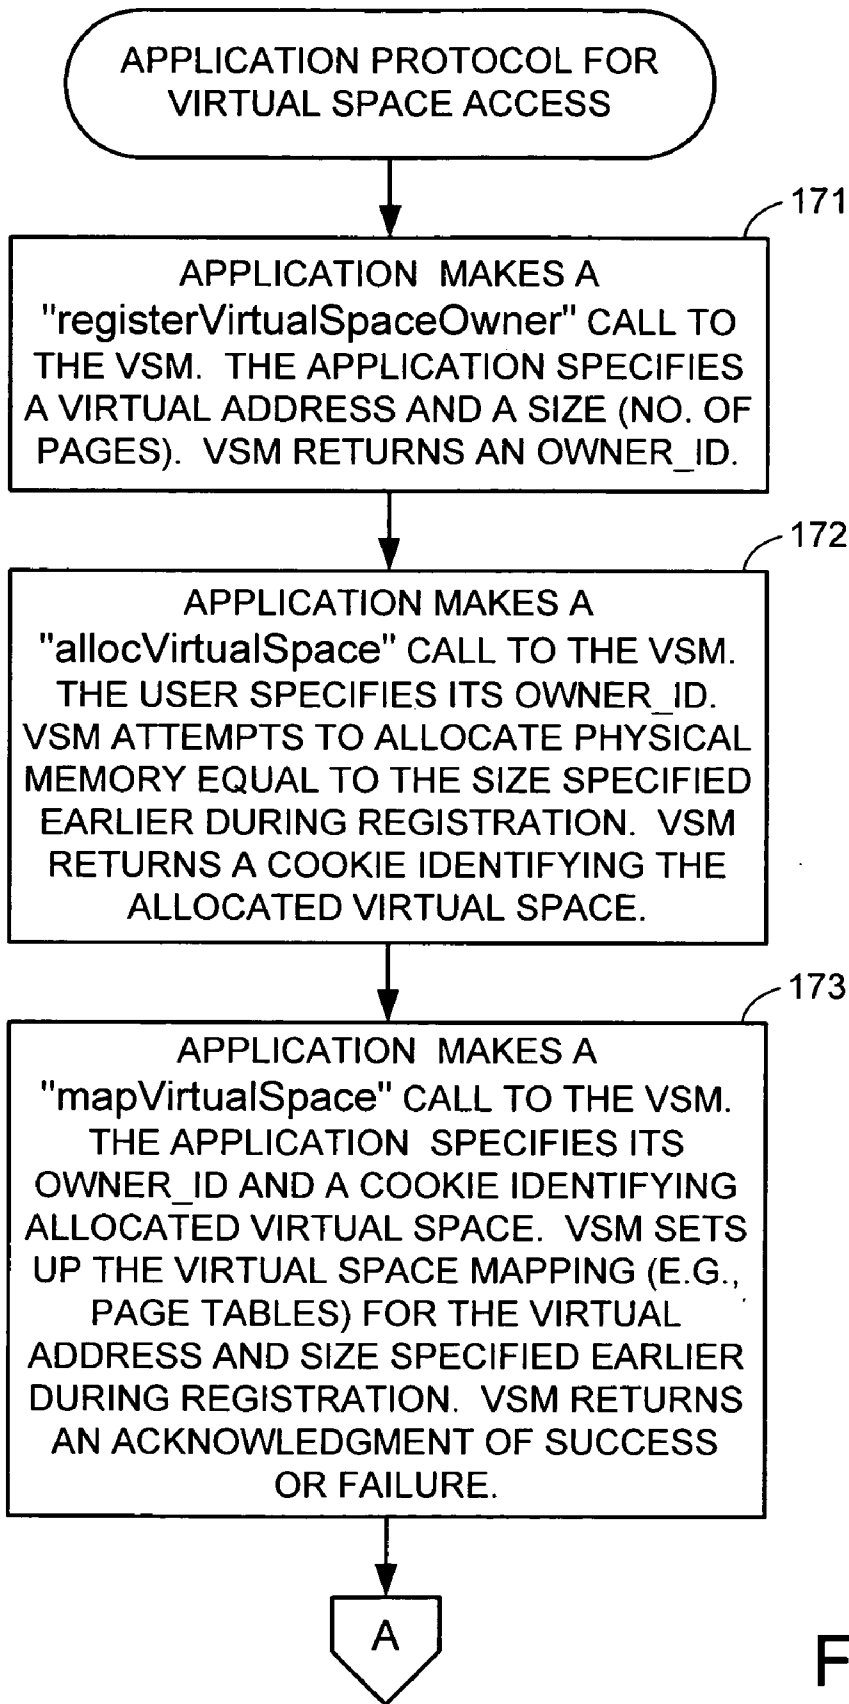 APPLICATION PROTOCOL FOR
VIRTUAL SPACE ACCESS
171
APPLICATION MAKES A
"registerVirtualSpaceOwner" CALL TO
THE VSM. THE APPLICATION SPECIFIES
A VIRTUAL ADDRESS AND A SIZE (NO. OF
PAGES). VSM RETURNS AN OWNER_ID.
172
APPLICATION MAKES A
"allocVirtualSpace" CALL TO THE VSM.
THE USER SPECIFIES ITS OWNER_ID.
VSM ATTEMPTS TO ALLOCATE PHYSICAL
MEMORY EQUAL TO THE SIZE SPECIFIED
EARLIER DURING REGISTRATION. VSM
RETURNS A COOKIE IDENTIFYING THE
ALLOCATED VIRTUAL SPACE.
173
APPLICATION MAKES A
"mapVirtualSpace" CALL TO THE VSM.
THE APPLICATION SPECIFIES ITS
OWNER_ID AND A COOKIE IDENTIFYING
ALLOCATED VIRTUAL SPACE. VSM SETS
UP THE VIRTUAL SPACE MAPPING (E.G.,
PAGE TABLES) FOR THE VIRTUAL
ADDRESS AND SIZE SPECIFIED EARLIER
DURING REGISTRATION. VSM RETURNS
AN ACKNOWLEDGMENT OF SUCCESS
OR FAILURE.
A
F